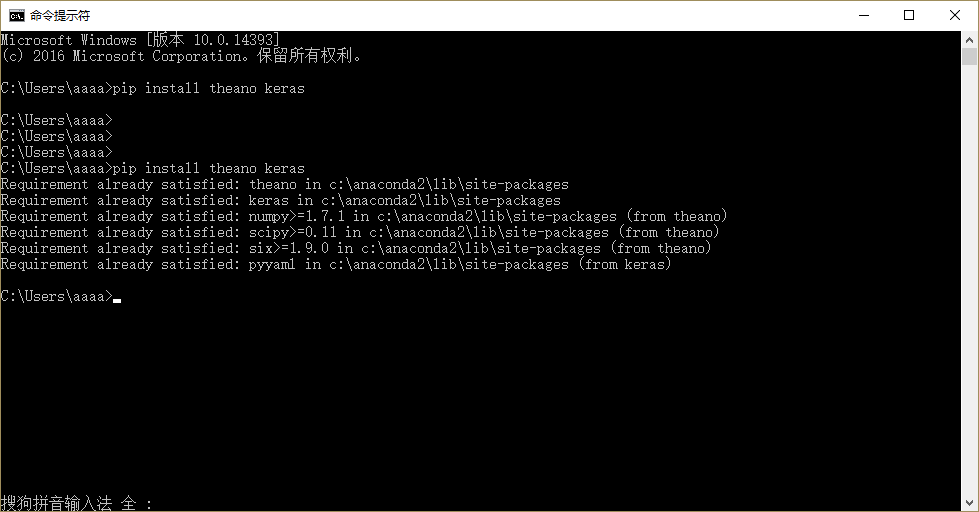 命令提示符
Microsoft Windows [版本 10.0.14393]
(c) 2016 Microsoft Corporation。保留所有权利。
C:\Users\aaaa>pip install theano keras
C:\Users\aaaa>
C:\Users\aaaa>
C:\Users\aaaa>
C:\Users\aaaa>pip install theano keras
Requirement already satisfied: theano in c:\anaconda2\lib\site-packages
Requirement already satisfied: keras in c:\anaconda2\lib\site-packages
Requirement already satisfied: numpy>=1.7.1 in c:\anaconda2\lib\site-packages (from theano)
Requirement already satisfied: scipy>=0.11 in c:\anaconda2\lib\site-packages (from theano)
Requirement already satisfied: six>=1.9.0 in c:\anaconda2\lib\site-packages (from theano)
Requirement already satisfied: pyyaml in c:\anaconda2\lib\site-packages (from keras)
C:\Users\aaaa>
搜狗拼音输入法 全 :